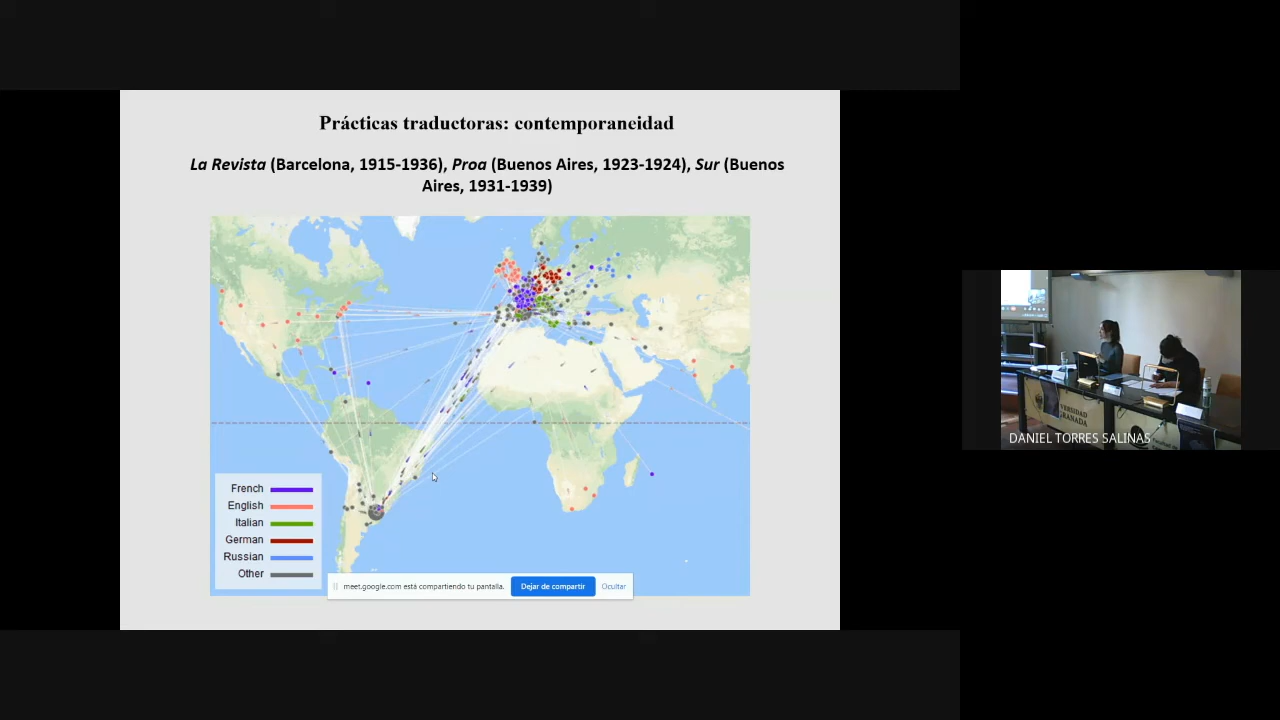 Prácticas traductoras: contemporaneidad
La Revista (Barcelona, 1915-1936), Proa (Buenos Aires, 1923-1924), Sur (Buenos
Aires, 1931-1939)
French
English
Italian
German
Russian
Other
meet.google.com está compartiendo tu pantalla. Dejar de compartir Ocultar
DANIEL TORRES SALINAS